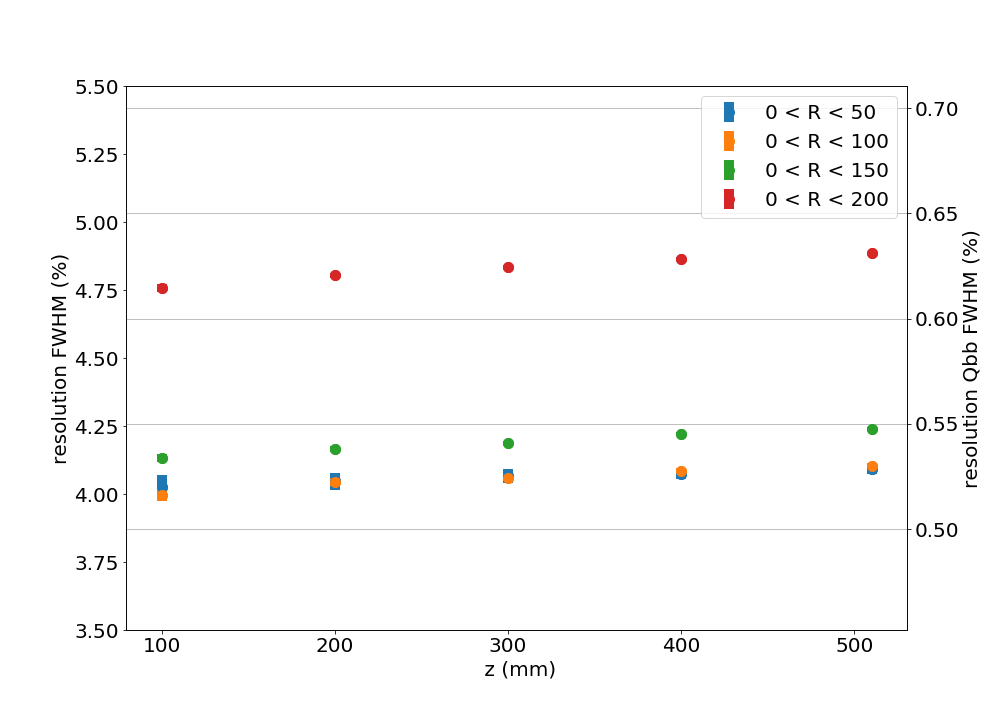 5.50
5.25
5.00
4.75
4.50
4.25
4.00
3.75
3.50
resolution FWHM (%)
100
200
300
400
500
z (mm)
0.70
0.65
0.60
0.55
0.50
resolution Qbb FWHM (%)
0 < R < 50
0 < R < 100
0 < R < 150
0 < R < 200